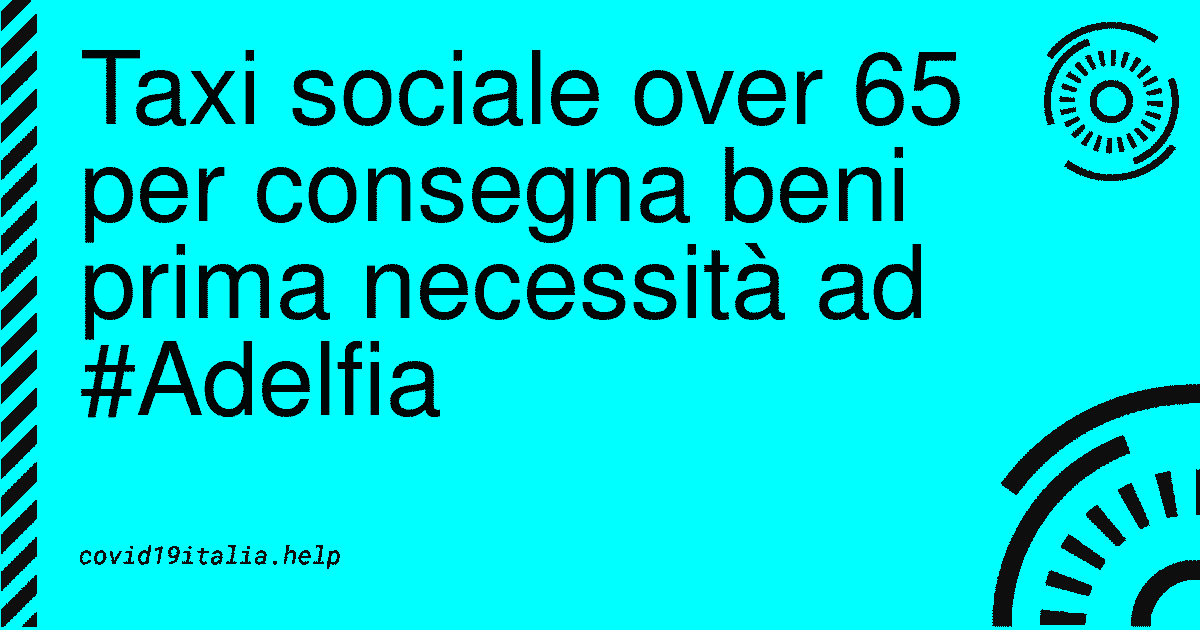 Taxi sociale over 65
per consegna beni
prima necessità ad
#Adelfia
covid19italia.help